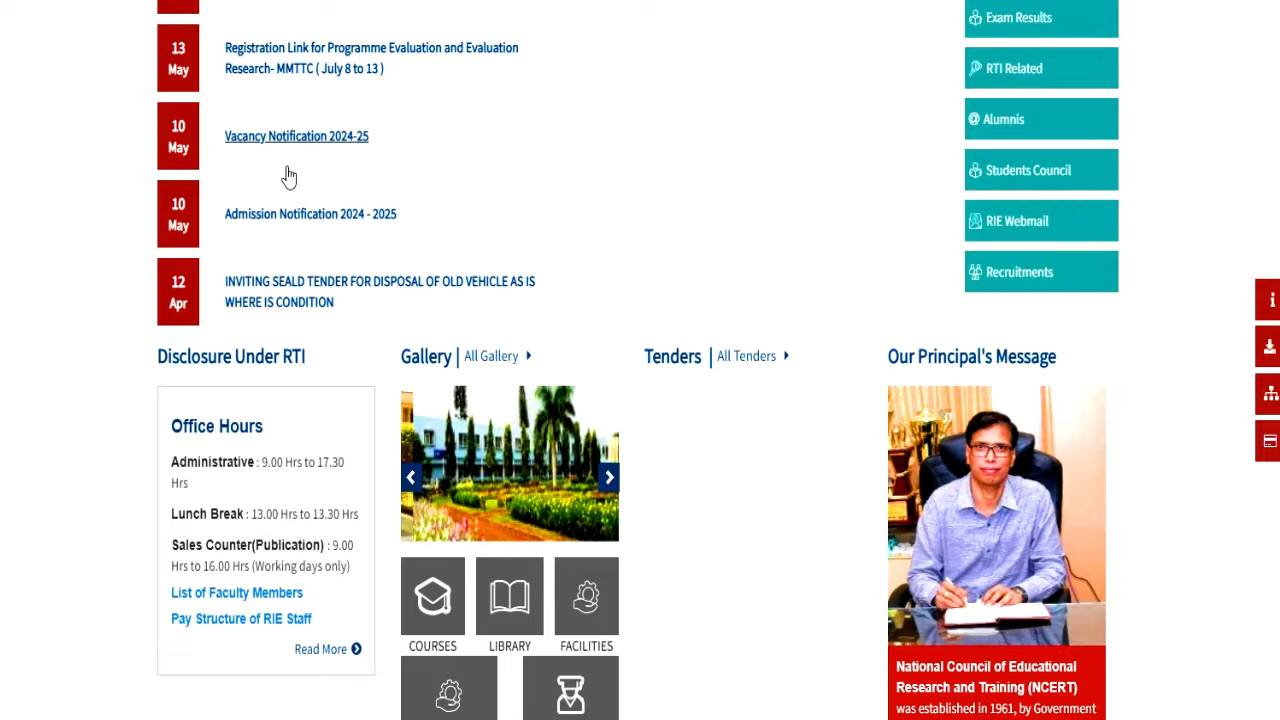 13
May
Registration Link for Programme Evaluation and Evaluation
Research- MMTTC ( July 8 to 13 )
10
May
Vacancy Notification 2024-25
10
May
Admission Notification 2024 - 2025
12
Apr
INVITING SEALD TENDER FOR DISPOSAL OF OLD VEHICLE AS IS
WHERE IS CONDITION
Exam Results
RTI Related
Alumnis
Students Council
RIE Webmail
Recruitments
Disclosure Under RTI
Office Hours
Administrative : 9.00 Hrs to 17.30
Hrs
Lunch Break : 13.00 Hrs to 13.30 Hrs
Sales Counter(Publication) : 9.00
Hrs to 16.00 Hrs (Working days only)
List of Faculty Members
Pay Structure of RIE Staff
Read More
Gallery | All Gallery
COURSES
LIBRARY
FACILITIES
Tenders | All Tenders
Our Principal's Message
National Council of Educational
Research and Training (NCERT)
was established in 1961, by Government